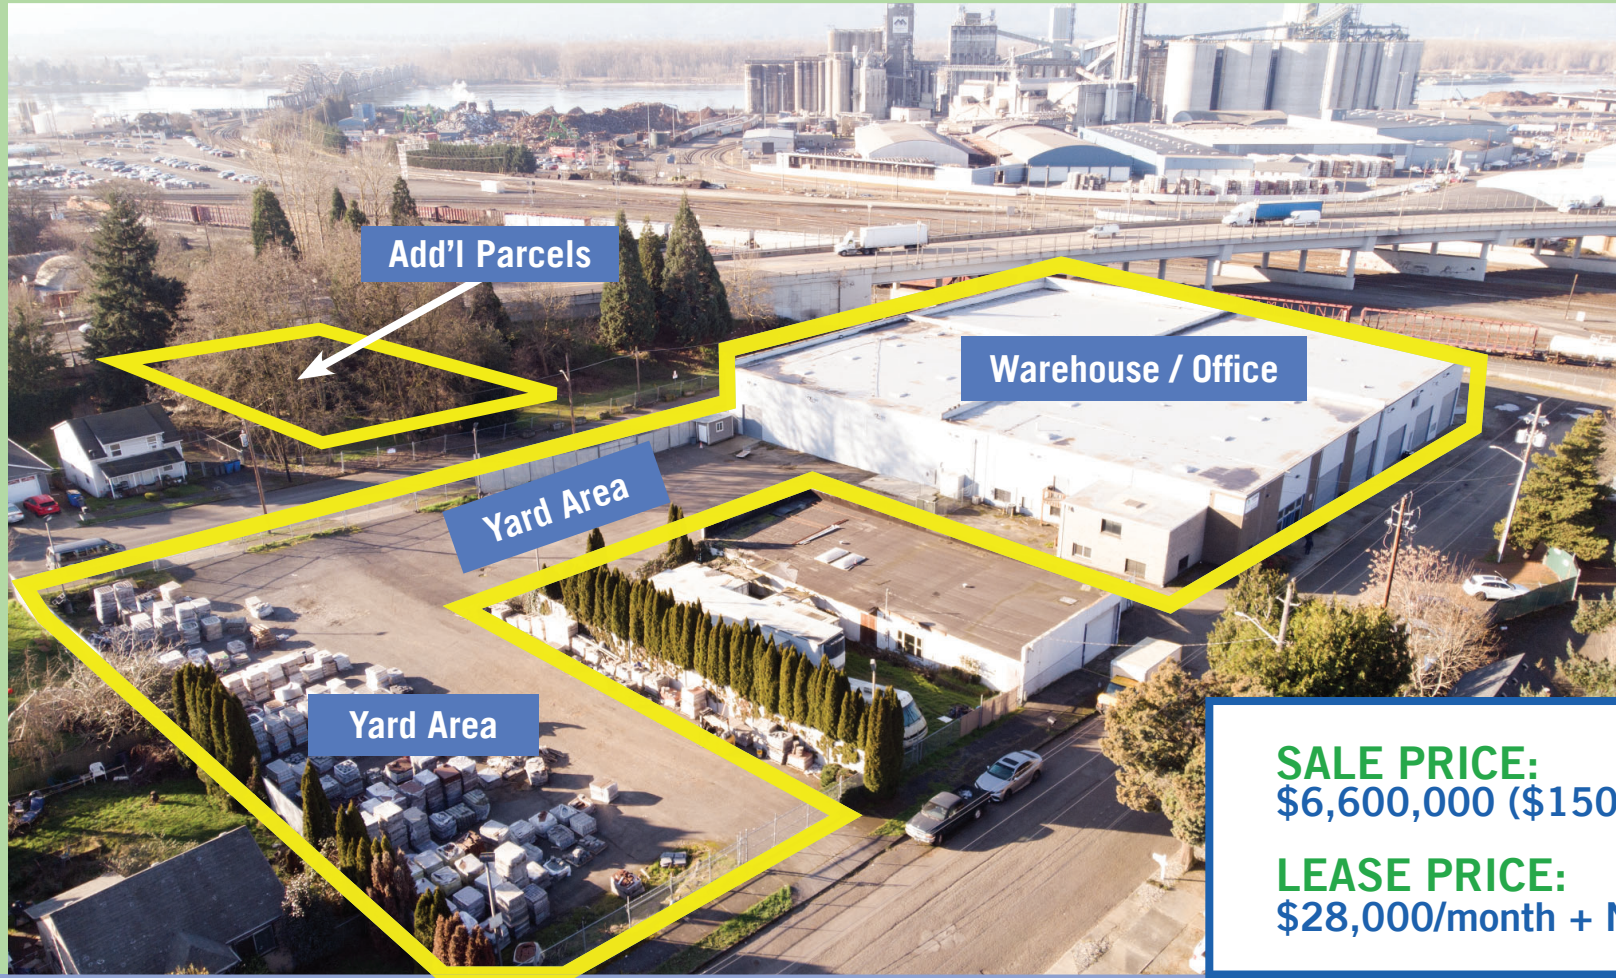 Add'l Parcels
Warehouse / Office
Yard Area
Yard Area
SALE PRICE:
$6,600,000 ($150
LEASE PRICE:
$28,000/month + N